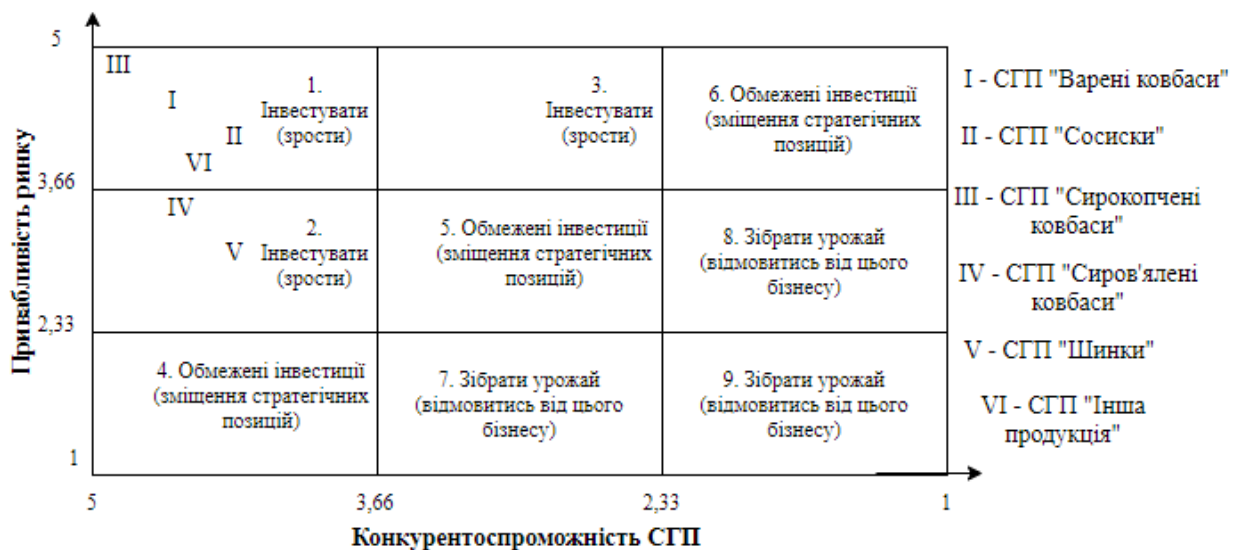 5
III
I
II
VI
1.
Інвестувати
(зрости)
3.
Інвестувати
(зрости)
6. Обмежені інвестиції
(зміщення стратегічних
позицій)
3,66
IV
V
2.
Інвестувати
(зрости)
5. Обмежені інвестиції
(зміщення стратегічних
позицій)
8. Зібрати урожай
(відмовитись від цього
бізнесу)
2,33
4. Обмежені інвестиції
(зміщення стратегічних
позицій)
7. Зібрати урожай
(відмовитись від цього
бізнесу)
9. Зібрати урожай
(відмовитись від цього
бізнесу)
1
5
3,66
2,33
1
Привабливість ринку
Конкурентоспроможність СГП
I - СГП "Варені ковбаси"
II - СГП "Сосиски"
III - СГП "Сирокопчені
ковбаси"
IV - СГП "Сиров'ялені
ковбаси"
V - СГП "Шинки"
VI - СГП "Інша
продукція"